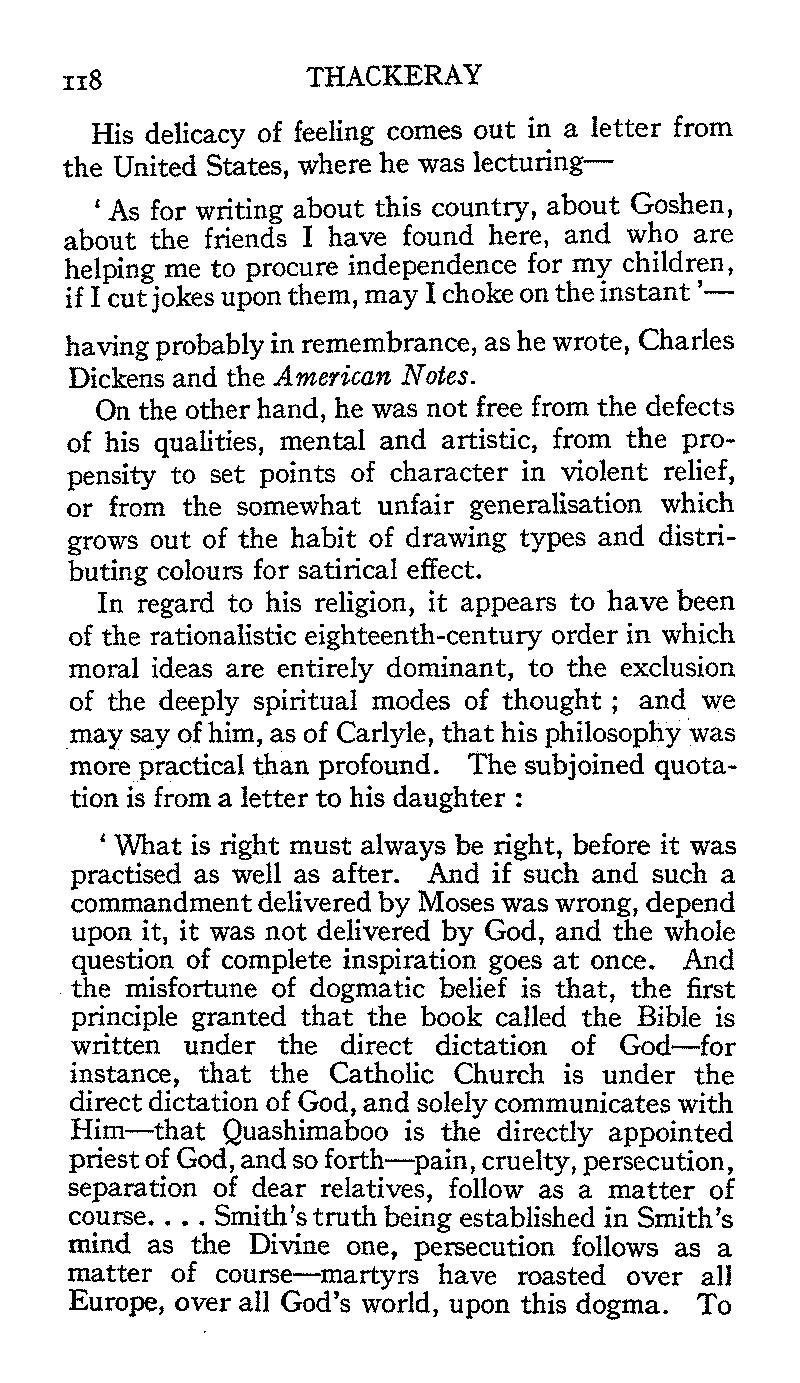 118 THACKERAY
His delicacy of feeling comes out in a letter from
the United States, where he was lecturing—
‘ As for writing about this country, about Goshen,
about the friends I have found here, and who are
helping me to procure independence for my children,
if I cut jokes upon them, may I choke on the instant ’—
having probably in remembrance, as he wrote, Charles
Dickens and the American Notes.
On the other hand, he was not free from the defects
of his qualities, mental and artistic, from the pro-
pensity to set points of character in violent relief,
or from the somewhat unfair generalisation which
grows out of the habit of drawing types and distri-
buting colours for satirical effect.
In regard to his religion, it appears to have been
of the rationalistic eighteenth-century order in which
moral ideas are entirely dominant, to the exclusion
of the deeply spiritual modes of thought ; and we
may say of him, as of Carlyle, that his philosophy was
more practical than profound. The subjoined quota-
tion is from a letter to his daughter :
‘ What is right must always be right, before it was
practised as well as after. And if such and such a
commandment delivered by Moses was wrong, depend
upon it, it was not delivered by God, and the whole
question of complete inspiration goes at once. And
the misfortune of dogmatic belief is that, the first
principle granted that the book called the Bible is
written under the direct dictation of God—for
instance, that the Catholic Church is under the
direct dictation of God, and solely communicates with
Him—that Quashimaboo is the directly appointed
priest of God, and so forth—pain, cruelty, persecution,
separation of dear relatives, follow as a matter of
course. . . . Smith’s truth being established in Smith’s
mind as the Divine one, persecution follows as a
matter of course—martyrs have roasted over all
Europe, over all God’s world, upon this dogma. To